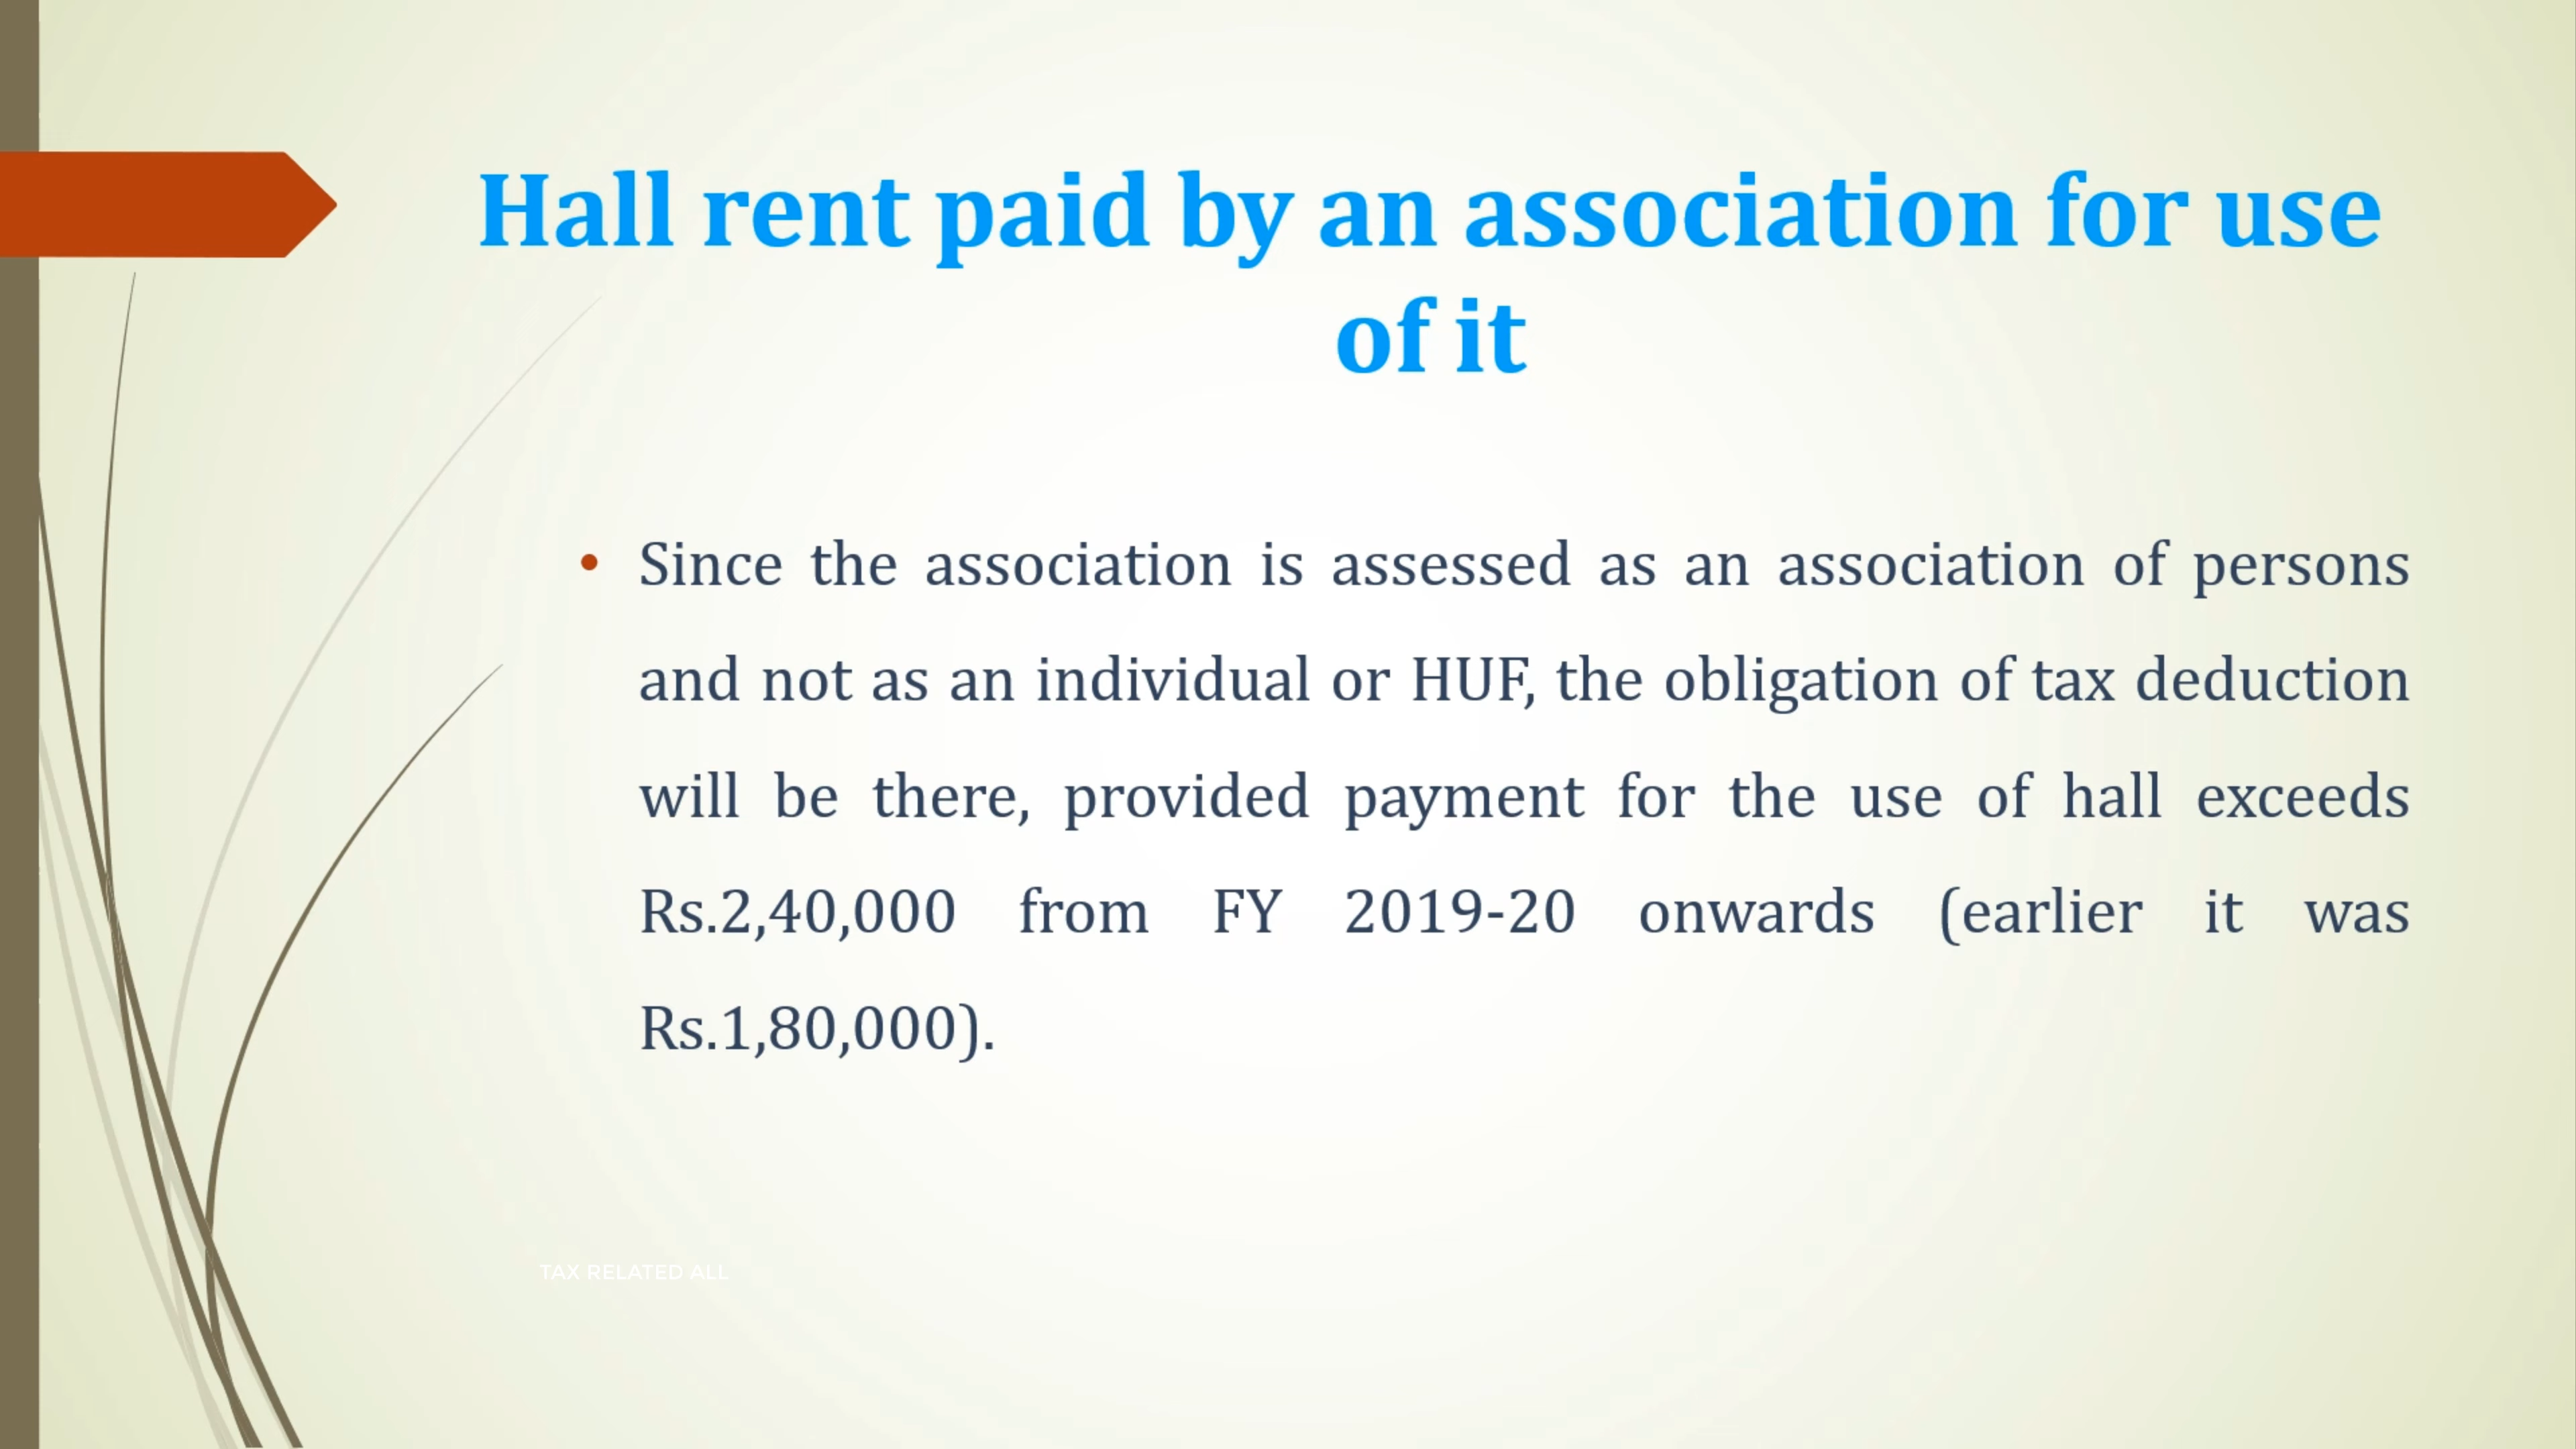 Hall rent paid by an association for use
of it
• Since the association is assessed as an association of persons
and not as an individual or HUF, the obligation of tax deduction
will be there, provided payment for the use of hall exceeds
Rs.2,40,000 from FY 2019-20 onwards (earlier it was
Rs.1,80,000).
TAX RELATED ALL